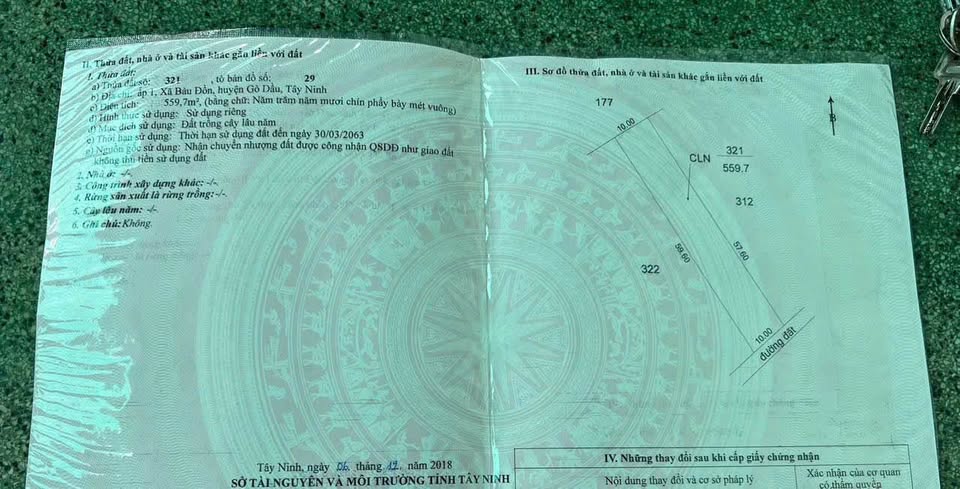 II. Thửa đất, nhà ở và tài sản khác gắn liền với đất
1. Thửa đất:
a) Thửa đất số: 321 , tờ bản đồ số: 29
b) Địa chỉ: ấp 1, Xã Bàu Đồn, huyện Gò Dầu, Tây Ninh
c) Diện tích: 559,7m², (bằng chữ: Năm trăm năm mươi chín phẩy bảy mét vuông)
d) Hình thức sử dụng: Sử dụng riêng
đ) Mục đích sử dụng: Đất trồng cây lâu năm
e) Thời hạn sử dụng: Thời hạn sử dụng đất đến ngày 30/03/2063
g) Nguồn gốc sử dụng: Nhận chuyển nhượng đất được công nhận QSDĐ như giao đất
không thu tiền sử dụng đất
2. Nhà ở: -/-
3. Công trình xây dựng khác: -/-
4. Rừng sản xuất là rừng trồng: -/-
5. Cây lâu năm: -/-
6. Ghi chú: Không.
Tây Ninh, ngày 06 tháng 12 năm 2018
SỞ TÀI NGUYÊN VÀ MÔI TRƯỜNG TỈNH TÂY NINH
III. Sơ đồ thửa đất, nhà ở và tài sản khác gắn liền với đất
177
10.00
B
CLN 321
559.7
312
322
59.60
57.60
10.00
đường đất
IV. Những thay đổi sau khi cấp giấy chứng nhận
Nội dung thay đổi và cơ sở pháp lý
Xác nhận của cơ quan
có thẩm quyền